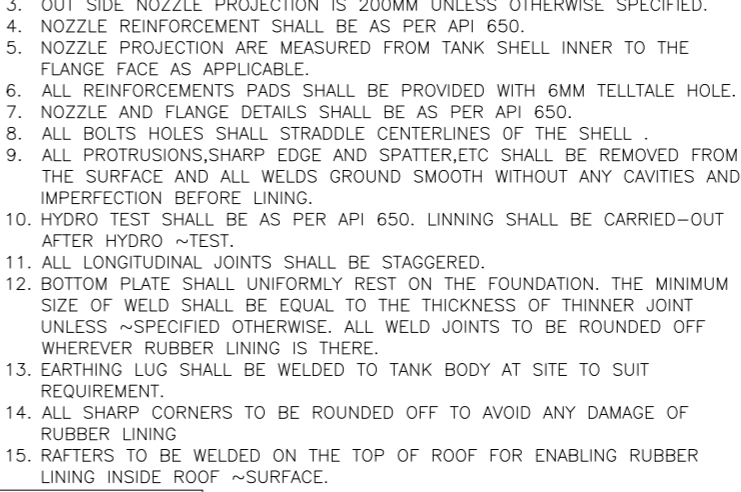 3. OUT SIDE NOZZLE PROJECTION IS 200MM UNLESS OTHERWISE SPECIFIED.
4. NOZZLE REINFORCEMENT SHALL BE AS PER API 650.
5. NOZZLE PROJECTION ARE MEASURED FROM TANK SHELL INNER TO THE
FLANGE FACE AS APPLICABLE.
6. ALL REINFORCEMENTS PADS SHALL BE PROVIDED WITH 6MM TELLTALE HOLE.
7. NOZZLE AND FLANGE DETAILS SHALL BE AS PER API 650.
8. ALL BOLTS HOLES SHALL STRADDLE CENTERLINES OF THE SHELL .
9. ALL PROTRUSIONS,SHARP EDGE AND SPATTER,ETC SHALL BE REMOVED FROM
THE SURFACE AND ALL WELDS GROUND SMOOTH WITHOUT ANY CAVITIES AND
IMPERFECTION BEFORE LINING.
10. HYDRO TEST SHALL BE AS PER API 650. LINNING SHALL BE CARRIED-OUT
AFTER HYDRO ~TEST.
11. ALL LONGITUDINAL JOINTS SHALL BE STAGGERED.
12. BOTTOM PLATE SHALL UNIFORMLY REST ON THE FOUNDATION. THE MINIMUM
SIZE OF WELD SHALL BE EQUAL TO THE THICKNESS OF THINNER JOINT
UNLESS ~SPECIFIED OTHERWISE. ALL WELD JOINTS TO BE ROUNDED OFF
WHEREVER RUBBER LINING IS THERE.
13. EARTHING LUG SHALL BE WELDED TO TANK BODY AT SITE TO SUIT
REQUIREMENT.
14. ALL SHARP CORNERS TO BE ROUNDED OFF TO AVOID ANY DAMAGE OF
RUBBER LINING
15. RAFTERS TO BE WELDED ON THE TOP OF ROOF FOR ENABLING RUBBER
LINING INSIDE ROOF ~SURFACE.